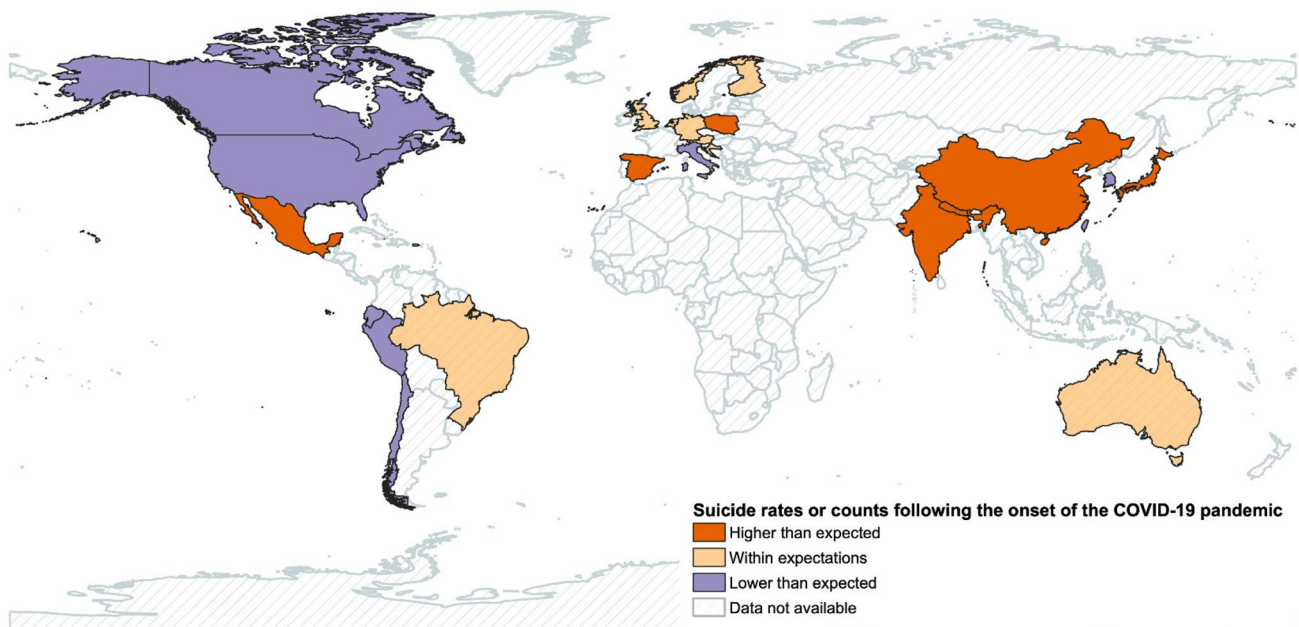 Suicide rates or counts following the onset of the COVID-19 pandemic
Higher than expected
Within expectations
Lower than expected
Data not available